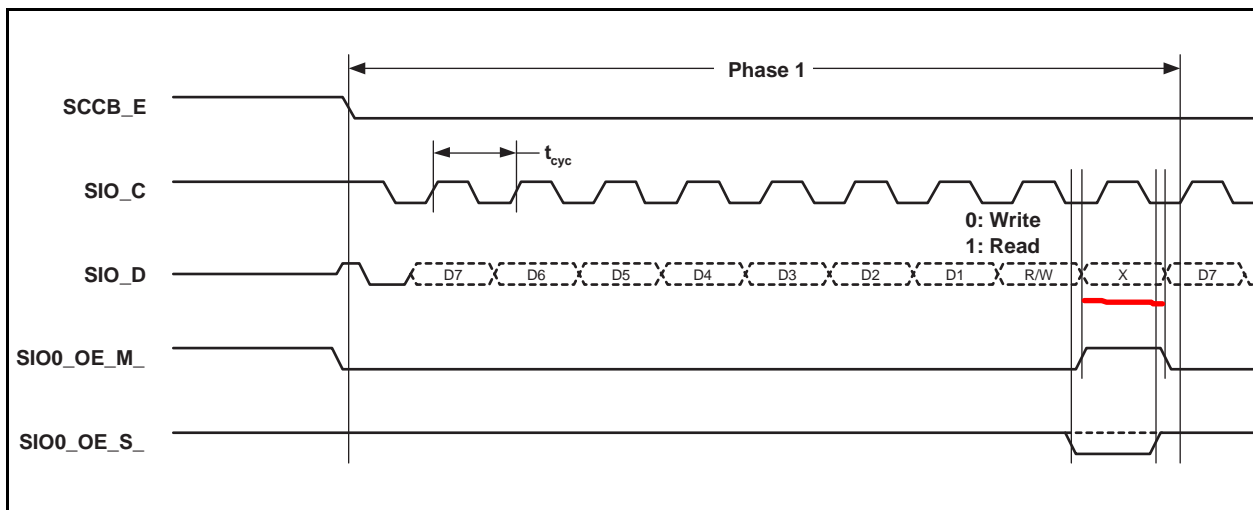 Phase 1
SCCB_E
tcyc
SIO_C
0: Write
1: Read
SIO_D
D7 D6 D5 D4 D3 D2 D1 R/W X D7
SIO0_OE_M_
SIO0_OE_S_